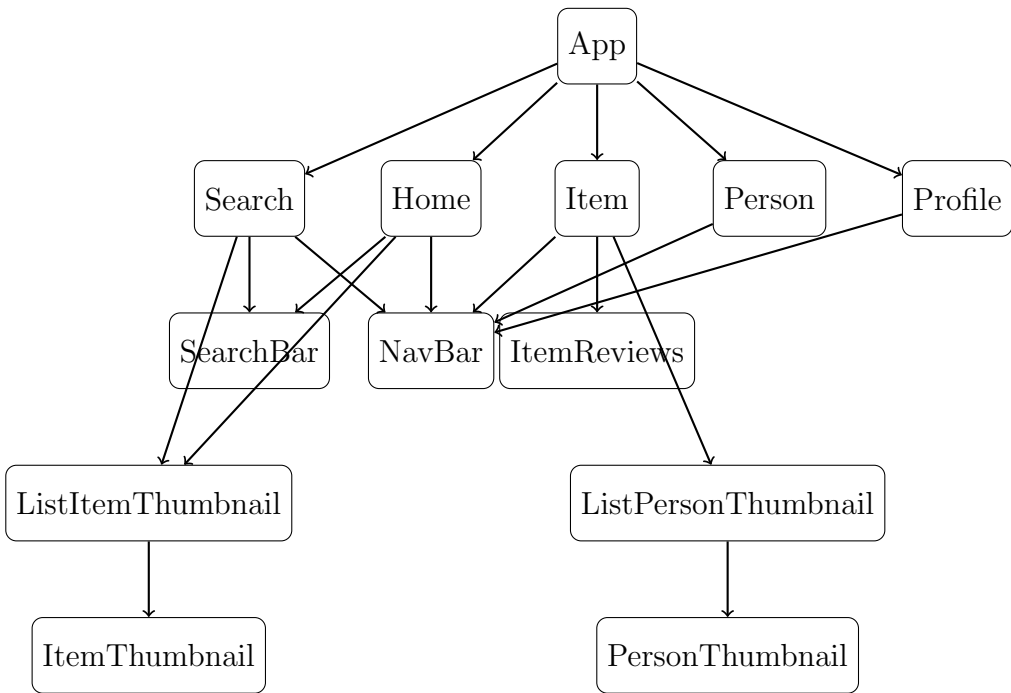 App
Search
Home
Item
Person
Profile
SearchBar
NavBar
ItemReviews
ListItemThumbnail
ListPersonThumbnail
ItemThumbnail
PersonThumbnail